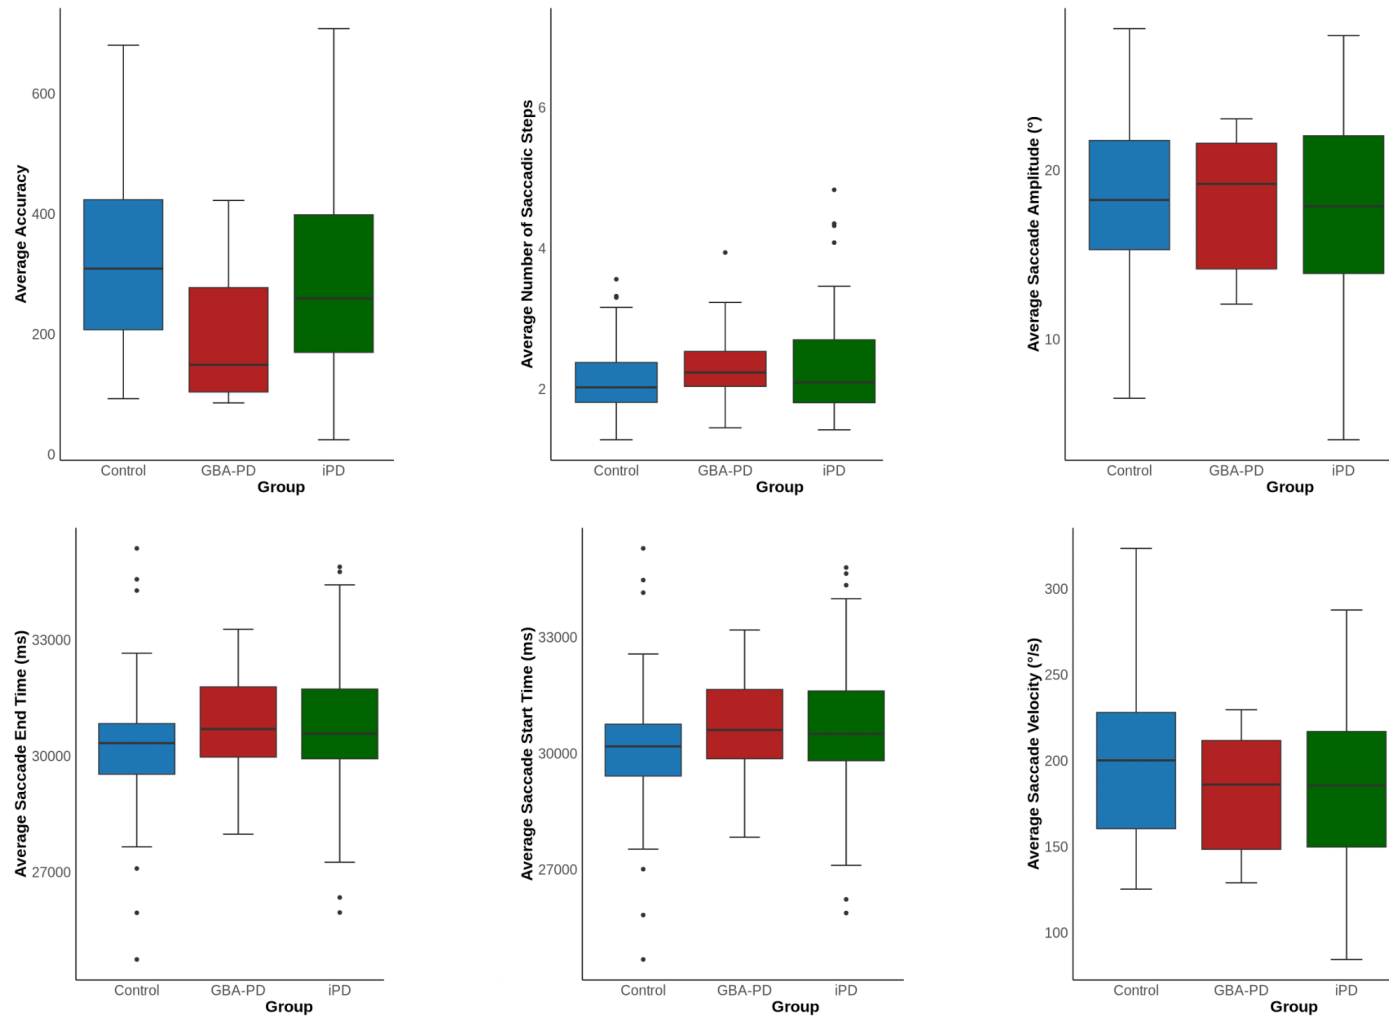 Average Accuracy
600
400
200
0
Control GBA-PD iPD
Group
Average Number of Saccadic Steps
6
4
2
Control GBA-PD iPD
Group
Average Saccade Amplitude (°)
20
10
Control GBA-PD iPD
Group
Average Saccade End Time (ms)
33000
30000
27000
Control GBA-PD iPD
Group
Average Saccade Start Time (ms)
33000
30000
27000
Control GBA-PD iPD
Group
Average Saccade Velocity (°/s)
300
250
200
150
100
Control GBA-PD iPD
Group